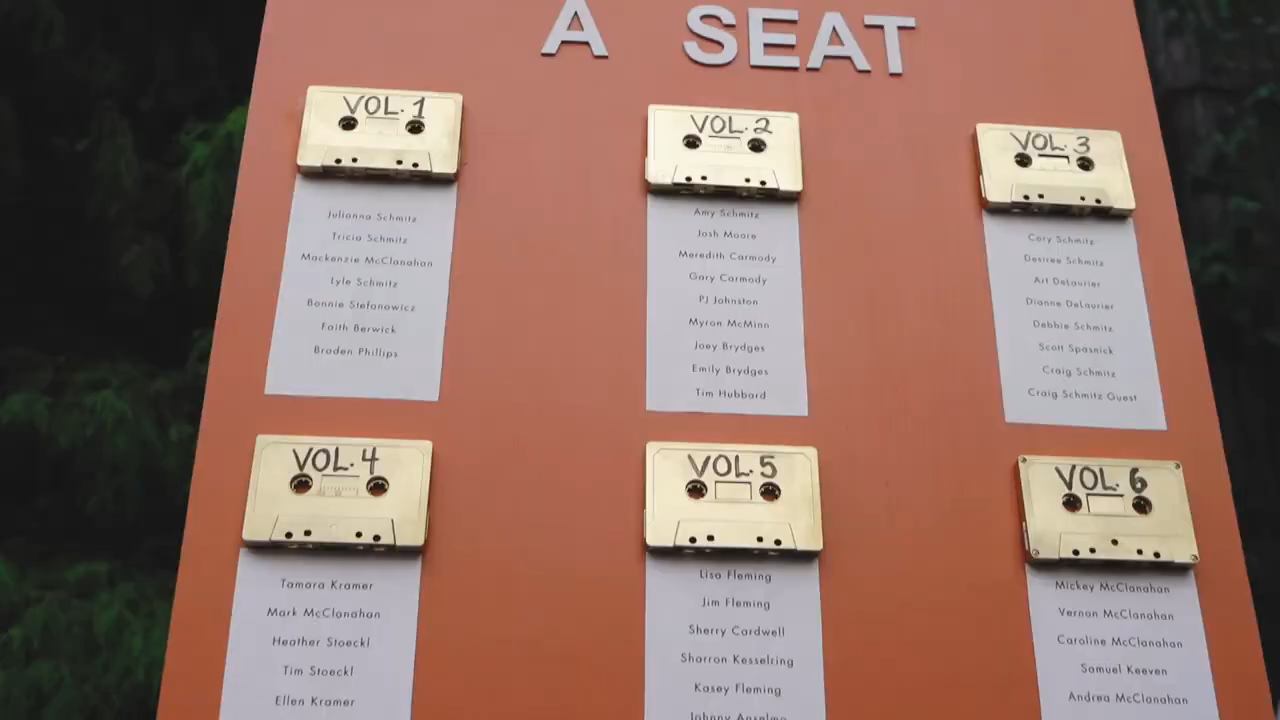 A SEAT
VOL. 1
Julianna Schmitz
Tricia Schmitz
Mackenzie McClanahan
Lyle Schmitz
Bonnie Stefanowicz
Faith Berwick
Braden Phillips
VOL. 2
Amy Schmitz
Josh Moore
Meredith Carmody
Gary Carmody
PJ Johnston
Myron McMinn
Joey Brydges
Emily Brydges
Tim Hubbard
VOL. 3
Cory Schmitz
Desiree Schmitz
Art DeLaurier
Dianne DeLaurier
Debbie Schmitz
Scott Spasnick
Craig Schmitz
Craig Schmitz Guest
VOL. 4
Tamara Kramer
Mark McClanahan
Heather Stoeckl
Tim Stoeckl
Ellen Kramer
VOL. 5
Lisa Fleming
Jim Fleming
Sherry Cardwell
Sharron Kesselring
Kasey Fleming
Johnny Anselmo
VOL. 6
Mickey McClanahan
Vernon McClanahan
Caroline McClanahan
Samuel Keeven
Andrea McClanahan